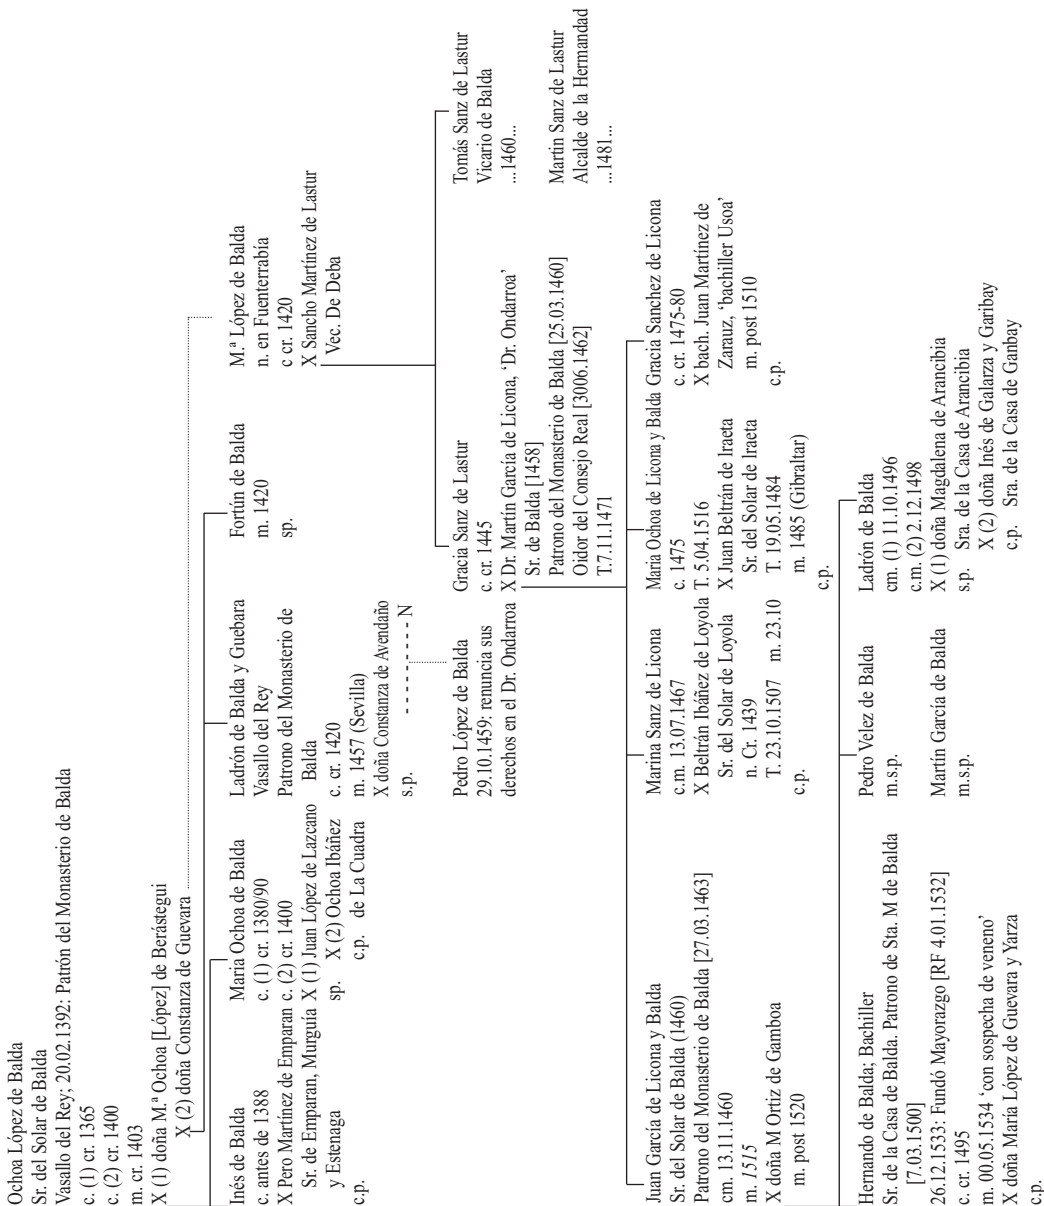 Ochoa López de Balda
Sr. del Solar de Balda
Vasallo del Rey; 20.02.1392: Patrón del Monasterio de Balda
c. (1) cr. 1365
c. (2) cr. 1400
m. cr. 1403
X (1) doña M.ª Ochoa [López] de Berástegui
X (2) doña Constanza de Guevara
Inés de Balda
c. antes de 1388
X Pero Martínez de Emparan
Sr. de Emparan, Murguía
y Estenaga
c.p.
Maria Ochoa de Balda
c. (1) cr. 1380/90
c. (2) cr. 1400
X (1) Juan López de Lazcano
sp.
X (2) Ochoa Ibáñez
c.p. de La Cuadra
Ladrón de Balda y Guebara
Vasallo del Rey
Patrono del Monasterio de
Balda
c. cr. 1420
m. 1457 (Sevilla)
X doña Constanza de Avendaño
s.p. ----------- N
Fortún de Balda
m. 1420
sp.
M.ª López de Balda
n. en Fuenterrabía
c cr. 1420
X Sancho Martínez de Lastur
Vec. De Deba
Pedro López de Balda
29.10.1459: renuncia sus
derechos en el Dr. Ondarroa
Gracia Sanz de Lastur
c. cr. 1445
X Dr. Martín García de Licona, ‘Dr. Ondarroa’
Sr. de Balda [1458]
Patrono del Monasterio de Balda [25.03.1460]
Oidor del Consejo Real [3006.1462]
T.7.11.1471
Tomás Sanz de Lastur
Vicario de Balda
...1460...
Martin Sanz de Lastur
Alcalde de la Hermandad
...1481...
Juan García de Licona y Balda
Sr. del Solar de Balda (1460)
Patrono del Monasterio de Balda [27.03.1463]
cm. 13.11.1460
m. 1515
X doña M Ortiz de Gamboa
m. post 1520
Marina Sanz de Licona
c.m. 13.07.1467
X Beltrán Ibáñez de Loyola
Sr. del Solar de Loyola
n. Cr. 1439
T. 23.10.1507 m. 23.10
c.p.
Maria Ochoa de Licona y Balda
c. 1475
T. 5.04.1516
X Juan Beltrán de Iraeta
Sr. del Solar de Iraeta
T. 19.05.1484
m. 1485 (Gibraltar)
c.p.
Gracia Sanchez de Licona
c. cr. 1475-80
X bach. Juan Martínez de
Zarauz, ‘bachiller Usoa’
m. post 1510
c.p.
Hernando de Balda; Bachiller
Sr. de la Casa de Balda. Patrono de Sta. M de Balda
[7.03.1500]
26.12.1533: Fundó Mayorazgo [RF 4.01.1532]
c. cr. 1495
m. 00.05.1534 ‘con sospecha de veneno’
X doña María López de Guevara y Yarza
c.p.
Pedro Velez de Balda
m.s.p.
Martín García de Balda
m.s.p.
Ladrón de Balda
cm. (1) 11.10.1496
c.m. (2) 2.12.1498
X (1) doña Magdalena de Arancibia
s.p. Sra. de la Casa de Arancibia
X (2) doña Inés de Galarza y Garibay
c.p. Sra. de la Casa de Ganbay